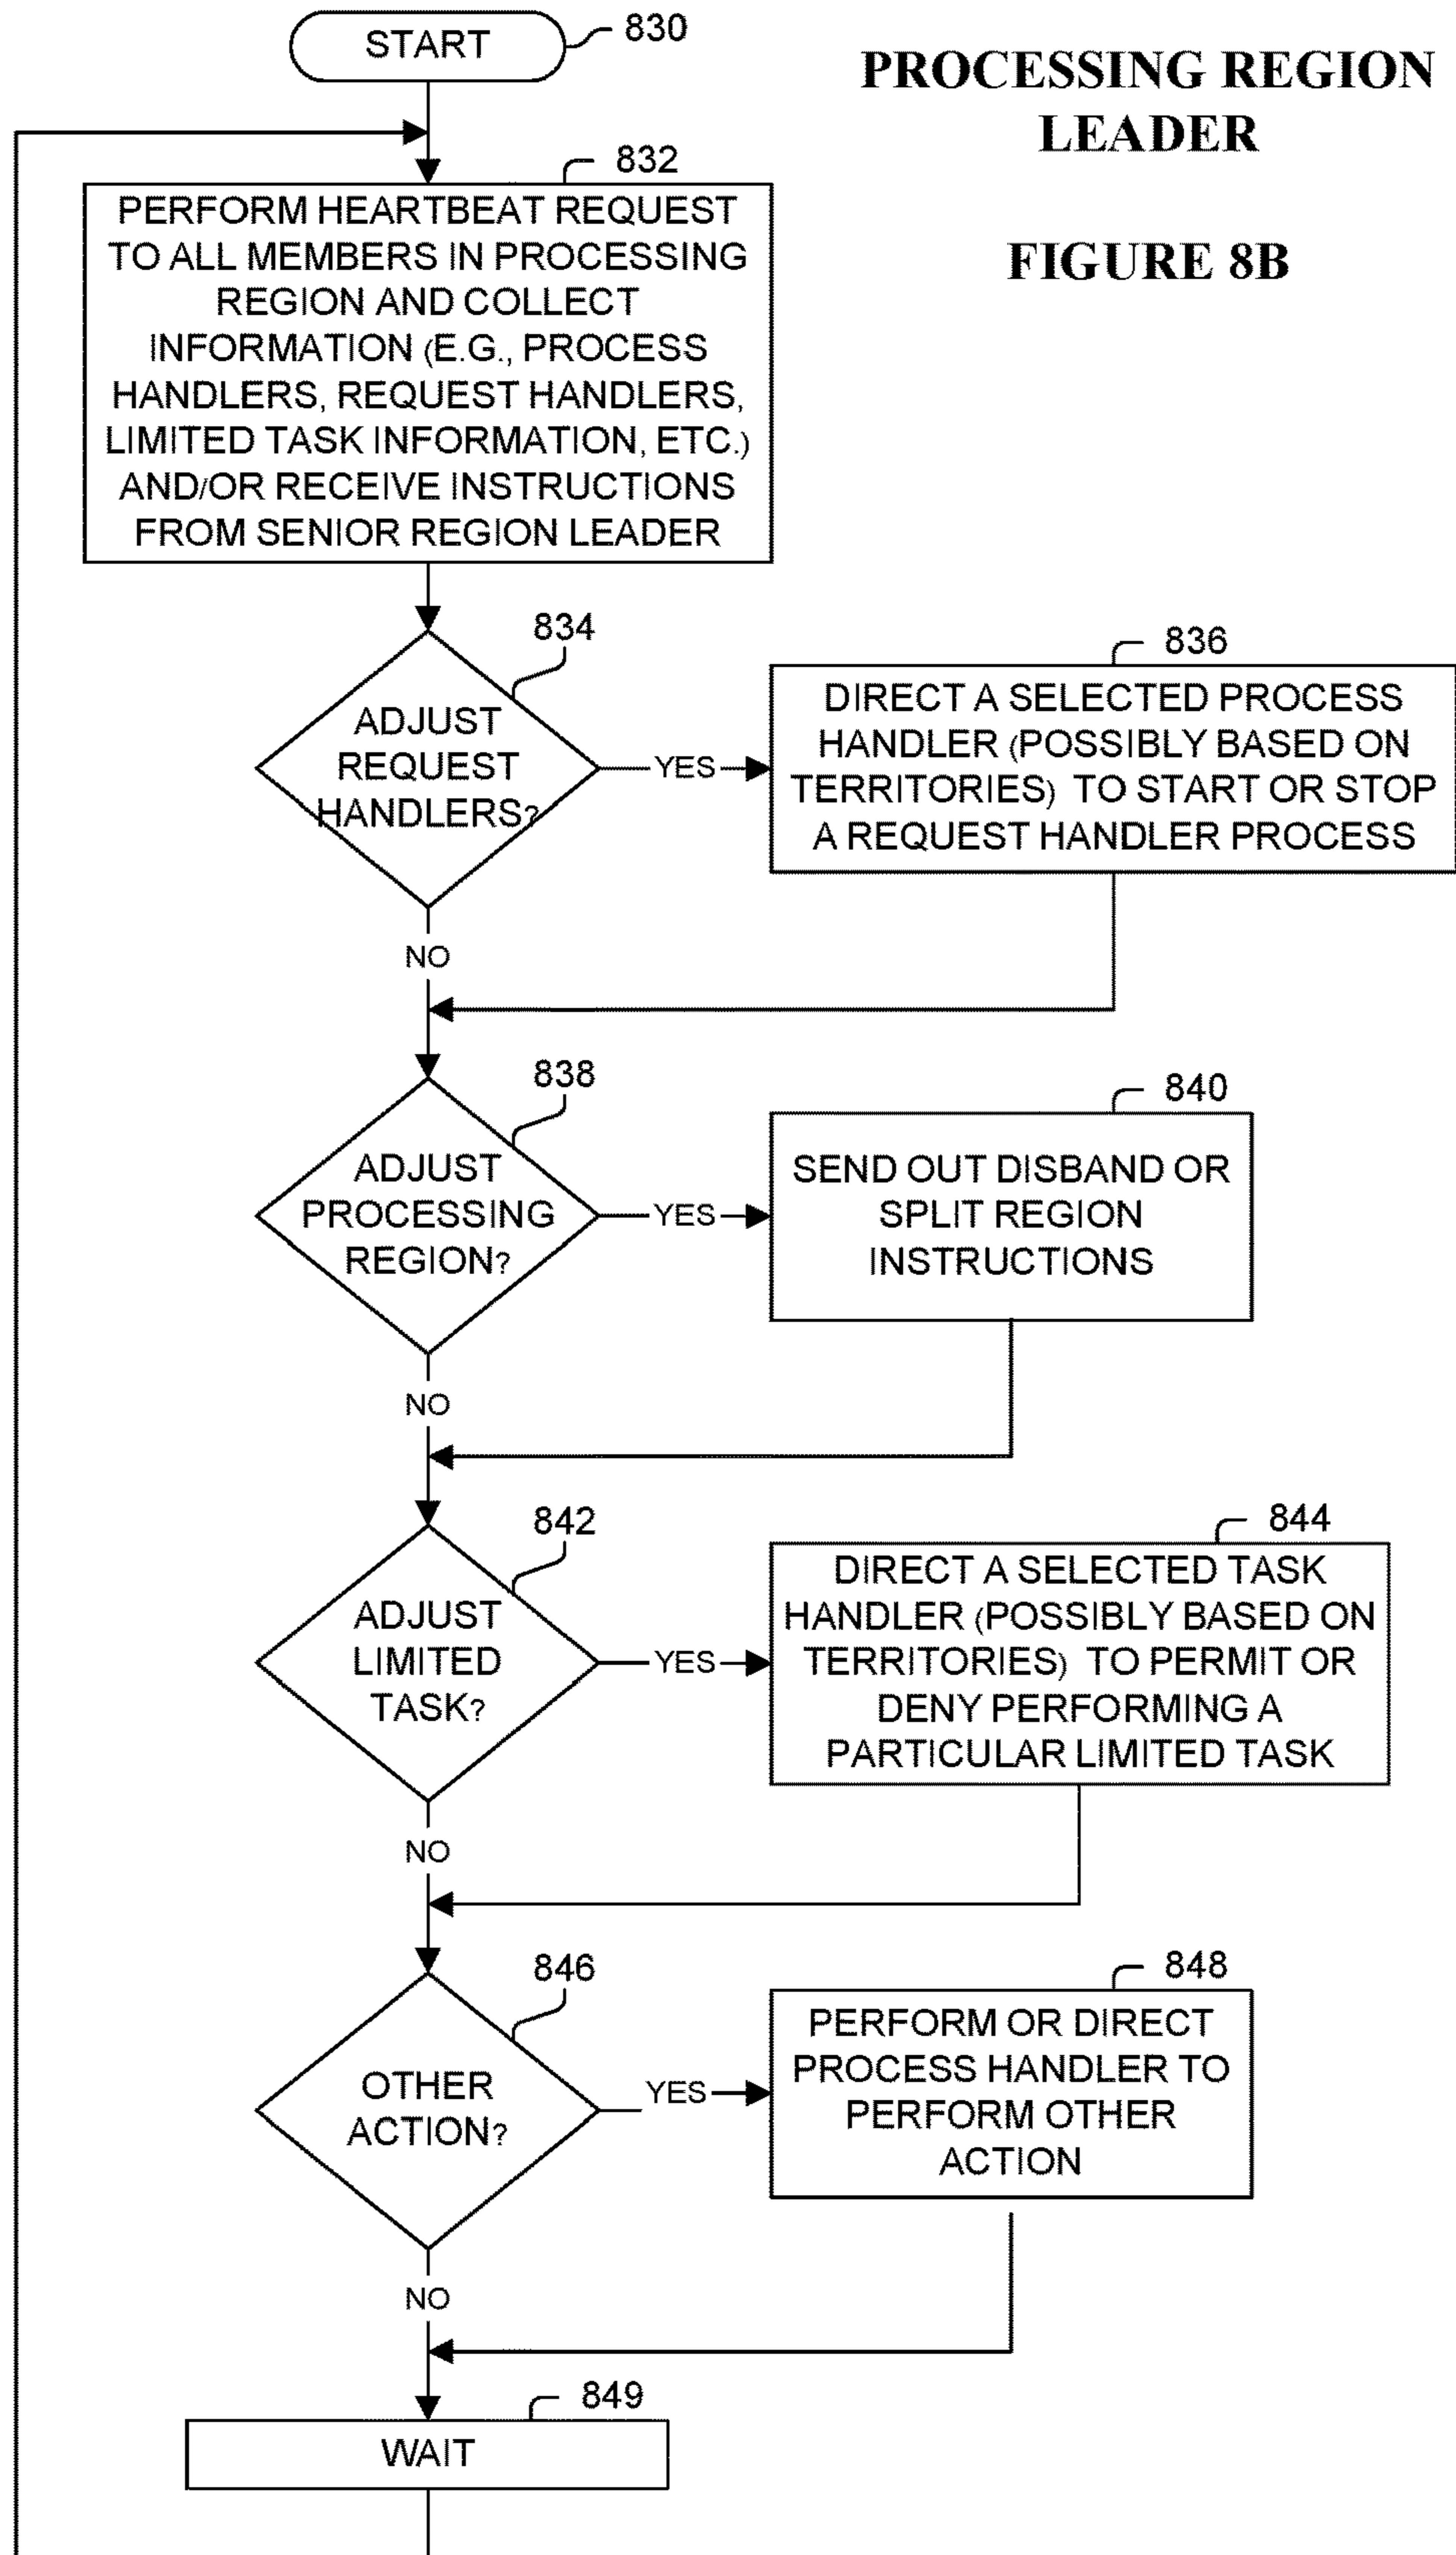 START
830
PROCESSING REGION
LEADER
FIGURE 8B
832
PERFORM HEARTBEAT REQUEST
TO ALL MEMBERS IN PROCESSING
REGION AND COLLECT
INFORMATION (E.G., PROCESS
HANDLERS, REQUEST HANDLERS,
LIMITED TASK INFORMATION, ETC.)
AND/OR RECEIVE INSTRUCTIONS
FROM SENIOR REGION LEADER
834
ADJUST
REQUEST
HANDLERS?
YES
836
DIRECT A SELECTED PROCESS
HANDLER (POSSIBLY BASED ON
TERRITORIES) TO START OR STOP
A REQUEST HANDLER PROCESS
NO
838
ADJUST
PROCESSING
REGION?
YES
840
SEND OUT DISBAND OR
SPLIT REGION
INSTRUCTIONS
NO
842
ADJUST
LIMITED
TASK?
YES
844
DIRECT A SELECTED TASK
HANDLER (POSSIBLY BASED ON
TERRITORIES) TO PERMIT OR
DENY PERFORMING A
PARTICULAR LIMITED TASK
NO
846
OTHER
ACTION?
YES
848
PERFORM OR DIRECT
PROCESS HANDLER TO
PERFORM OTHER
ACTION
NO
849
WAIT